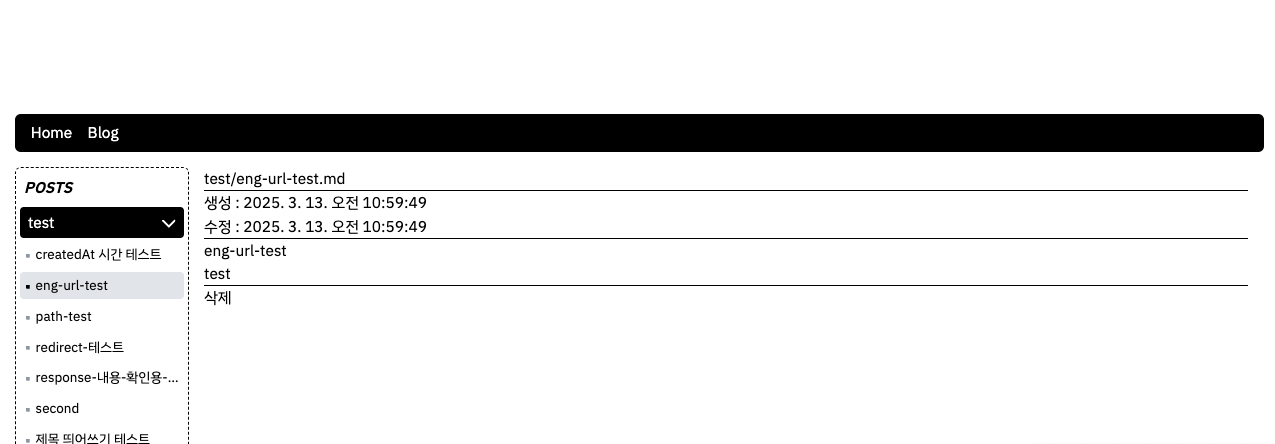 Home Blog
POSTS
test
createdAt 시간 테스트
eng-url-test
path-test
redirect-테스트
response-내용-확인용-...
second
제목 띄어쓰기 테스트
test/eng-url-test.md
생성 : 2025. 3. 13. 오전 10:59:49
수정 : 2025. 3. 13. 오전 10:59:49
eng-url-test
test
삭제